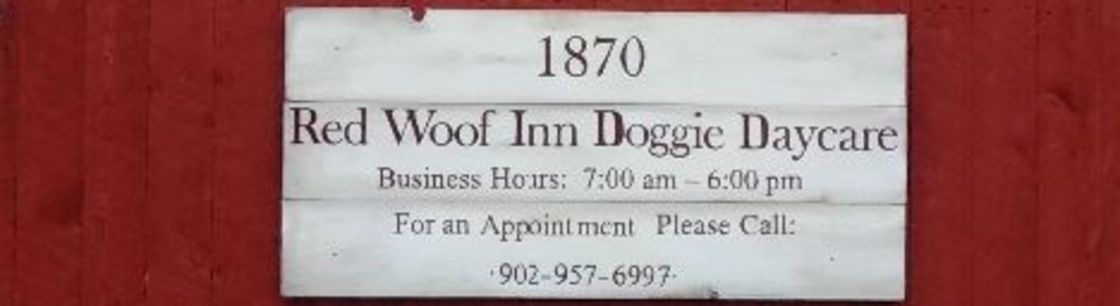 1870
Red Woof Inn Doggie Daycare
Business Hours: 7:00 am - 6:00 pm
For an Appointment Please Call:
902-957-6997